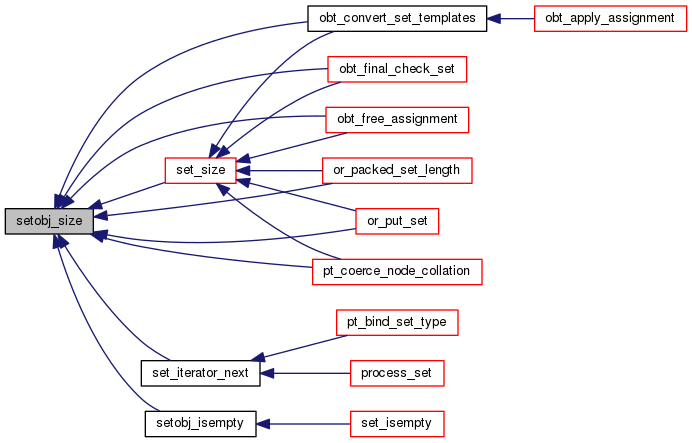 obt_convert_set_templates
obt_apply_assignment
obt_final_check_set
obt_free_assignment
set_size
or_packed_set_length
setobj_size
or_put_set
pt_coerce_node_collation
pt_bind_set_type
set_iterator_next
process_set
setobj_isempty
set_isempty